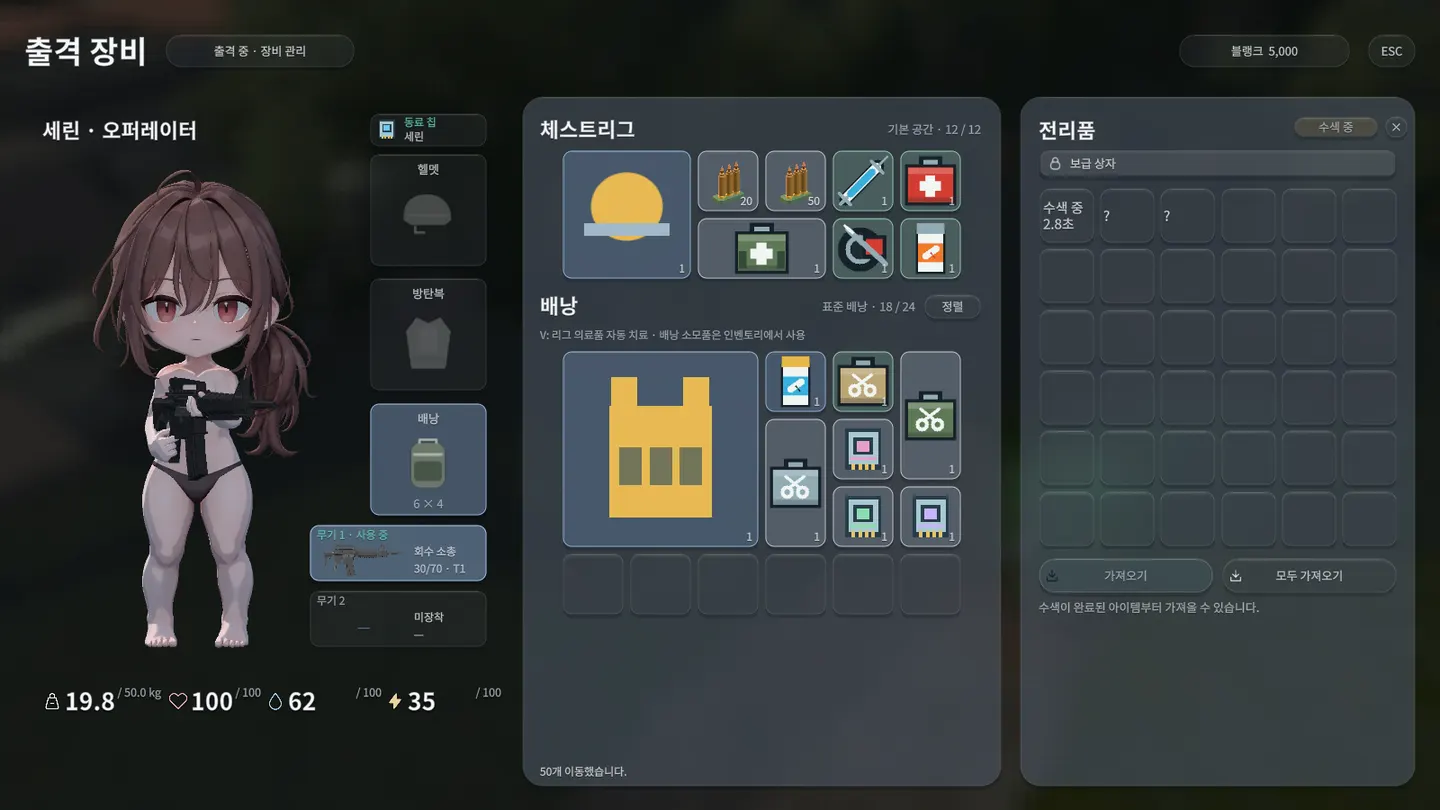 출격 장비
출격 중 · 장비 관리
블랭크 5,000
ESC
세린 · 오퍼레이터
동료 칩
세린
헬멧
방탄복
배낭
6 × 4
무기 1 · 사용 중
회수 소총
30/70 · T1
무기 2
—
미장착
—
19.8 / 50.0 kg
100 / 100
62 / 100
35 / 100
체스트리그
기본 공간 · 12 / 12
1
20
50
1
1
1
1
1
배낭
표준 배낭 · 18 / 24
정렬
V: 리그 의료품 자동 치료 · 배낭 소모품은 인벤토리에서 사용
1
1
1
1
1
1
1
1
50개 이동했습니다.
전리품
수색 중
보급 상자
수색 중
2.8초
?
?
가져오기
모두 가져오기
수색이 완료된 아이템부터 가져올 수 있습니다.